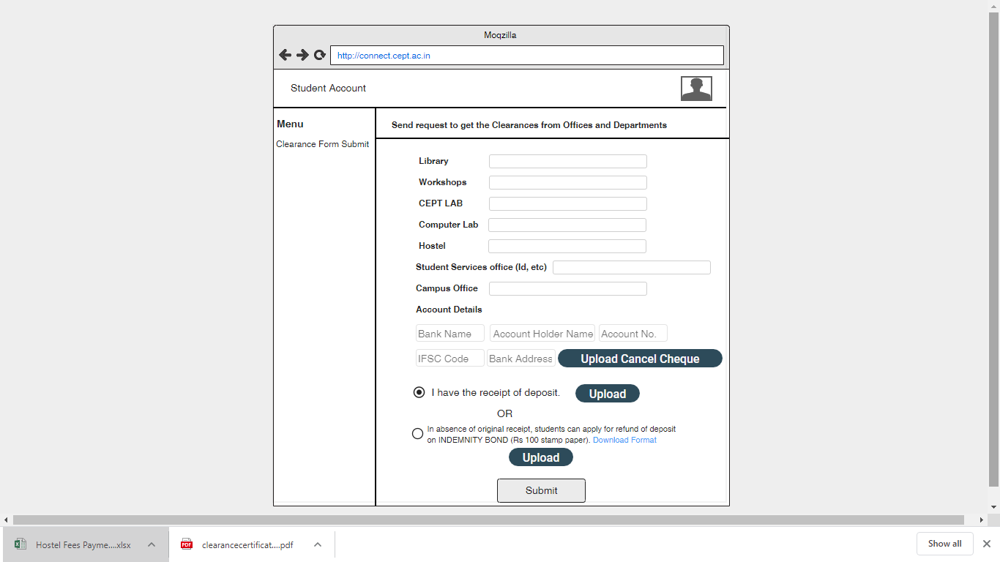 Moqzilla
http://connect.cept.ac.in
Student Account
Menu
Clearance Form Submit
Send request to get the Clearances from Offices and Departments
Library
Workshops
CEPT LAB
Computer Lab
Hostel
Student Services office (Id, etc)
Campus Office
Account Details
Bank Name Account Holder Name Account No.
IFSC Code Bank Address Upload Cancel Cheque
I have the receipt of deposit. Upload
OR
In absence of original receipt, students can apply for refund of deposit
on INDEMNITY BOND (Rs 100 stamp paper). Download Format
Upload
Submit
Hostel Fees Payme....xlsx PDF clearancecertificat....pdf Show all